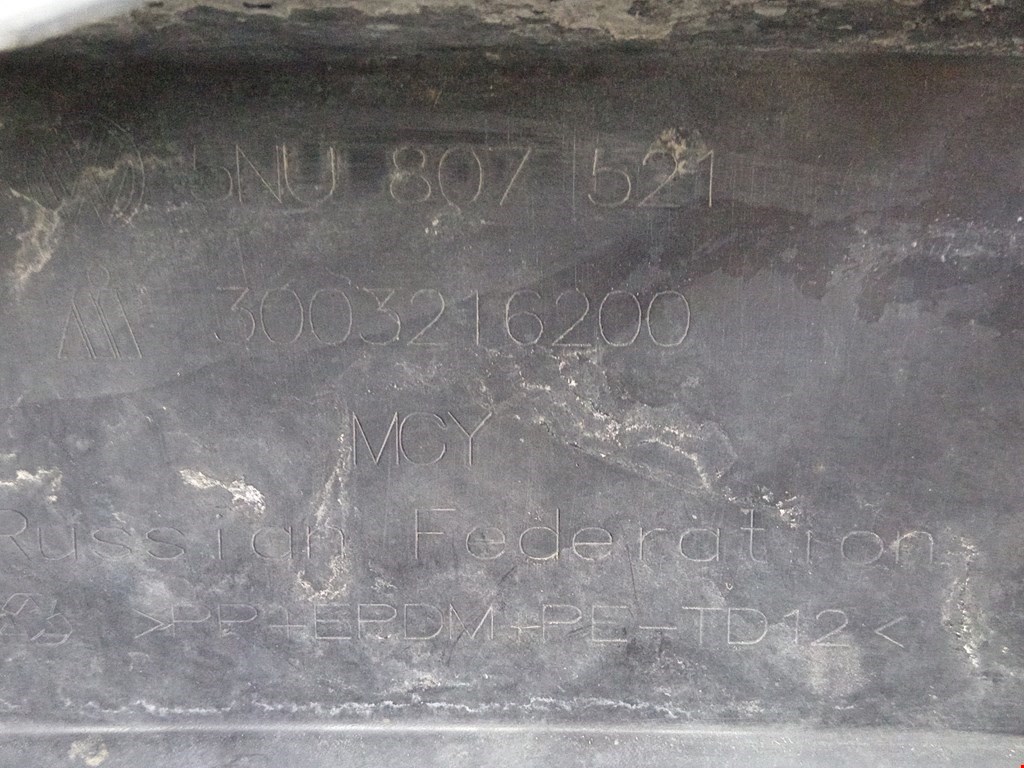 5NU 807 521
3003216200
MCY
Russian Federation
>PP+EPDM+PE-TD12<